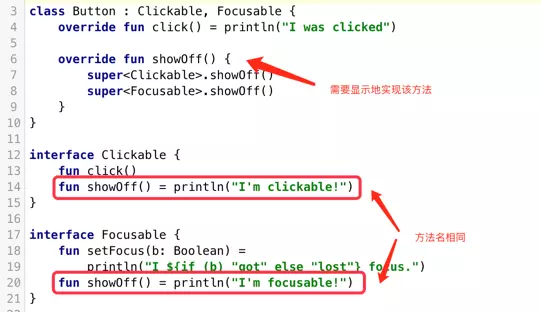 3 class Button : Clickable, Focusable {
4     override fun click() = println("I was clicked")
5
6     override fun showOff() {
7         super<Clickable>.showOff()
8         super<Focusable>.showOff()
9     }
10 }
11
12 interface Clickable {
13     fun click()
14     fun showOff() = println("I'm clickable!")
15 }
16
17 interface Focusable {
18     fun setFocus(b: Boolean) =
19         println("I ${if (b) "got" else "lost"} focus.")
20     fun showOff() = println("I'm focusable!")
21 }
需要显示地实现该方法
方法名相同